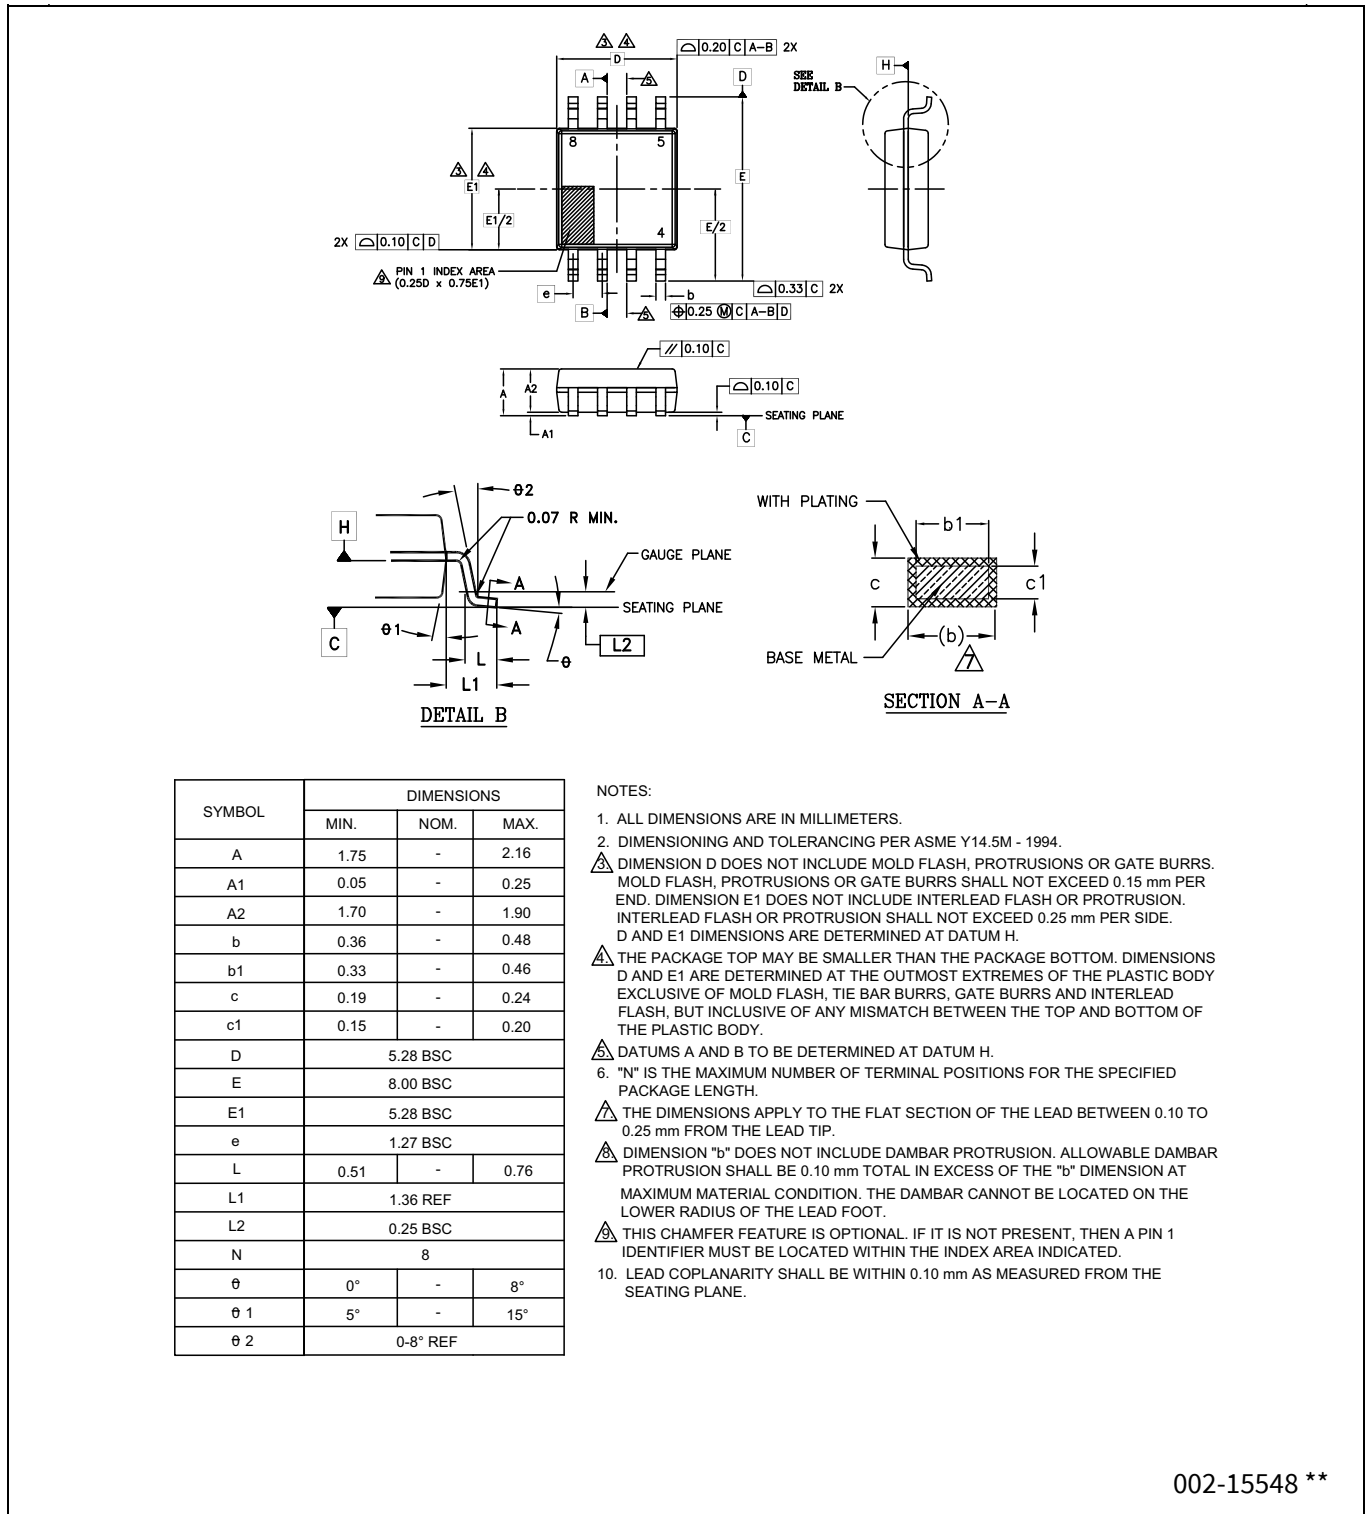 3 4
D
⌓ 0.20 C A-B 2X
A
5
D
H
SEE
DETAIL B
8 5
3 4
E1
E
E1/2
E/2
4
2X ⌓ 0.10 C D
9 PIN 1 INDEX AREA
(0.25D x 0.75E1)
⌓ 0.33 C 2X
e
b
B
5
⌖ 0.25 Ⓜ C A-B D
// 0.10 C
A
A2
⌓ 0.10 C
SEATING PLANE
A1
C
θ2
0.07 R MIN.
H
GAUGE PLANE
A
SEATING PLANE
C
θ1
A
L2
L
θ
L1
DETAIL B
WITH PLATING
b1
c
c1
(b)
BASE METAL
7
SECTION A-A
SYMBOL DIMENSIONS
MIN. NOM. MAX.
A 1.75 - 2.16
A1 0.05 - 0.25
A2 1.70 - 1.90
b 0.36 - 0.48
b1 0.33 - 0.46
c 0.19 - 0.24
c1 0.15 - 0.20
D 5.28 BSC
E 8.00 BSC
E1 5.28 BSC
e 1.27 BSC
L 0.51 - 0.76
L1 1.36 REF
L2 0.25 BSC
N 8
θ 0° - 8°
θ 1 5° - 15°
θ 2 0-8° REF
NOTES:
1. ALL DIMENSIONS ARE IN MILLIMETERS.
2. DIMENSIONING AND TOLERANCING PER ASME Y14.5M - 1994.
3. DIMENSION D DOES NOT INCLUDE MOLD FLASH, PROTRUSIONS OR GATE BURRS.
MOLD FLASH, PROTRUSIONS OR GATE BURRS SHALL NOT EXCEED 0.15 mm PER
END. DIMENSION E1 DOES NOT INCLUDE INTERLEAD FLASH OR PROTRUSION.
INTERLEAD FLASH OR PROTRUSION SHALL NOT EXCEED 0.25 mm PER SIDE.
D AND E1 DIMENSIONS ARE DETERMINED AT DATUM H.
4. THE PACKAGE TOP MAY BE SMALLER THAN THE PACKAGE BOTTOM. DIMENSIONS
D AND E1 ARE DETERMINED AT THE OUTMOST EXTREMES OF THE PLASTIC BODY
EXCLUSIVE OF MOLD FLASH, TIE BAR BURRS, GATE BURRS AND INTERLEAD
FLASH, BUT INCLUSIVE OF ANY MISMATCH BETWEEN THE TOP AND BOTTOM OF
THE PLASTIC BODY.
5. DATUMS A AND B TO BE DETERMINED AT DATUM H.
6. "N" IS THE MAXIMUM NUMBER OF TERMINAL POSITIONS FOR THE SPECIFIED
PACKAGE LENGTH.
7. THE DIMENSIONS APPLY TO THE FLAT SECTION OF THE LEAD BETWEEN 0.10 TO
0.25 mm FROM THE LEAD TIP.
8. DIMENSION "b" DOES NOT INCLUDE DAMBAR PROTRUSION. ALLOWABLE DAMBAR
PROTRUSION SHALL BE 0.10 mm TOTAL IN EXCESS OF THE "b" DIMENSION AT
MAXIMUM MATERIAL CONDITION. THE DAMBAR CANNOT BE LOCATED ON THE
LOWER RADIUS OF THE LEAD FOOT.
9. THIS CHAMFER FEATURE IS OPTIONAL. IF IT IS NOT PRESENT, THEN A PIN 1
IDENTIFIER MUST BE LOCATED WITHIN THE INDEX AREA INDICATED.
10. LEAD COPLANARITY SHALL BE WITHIN 0.10 mm AS MEASURED FROM THE
SEATING PLANE.
002-15548 **